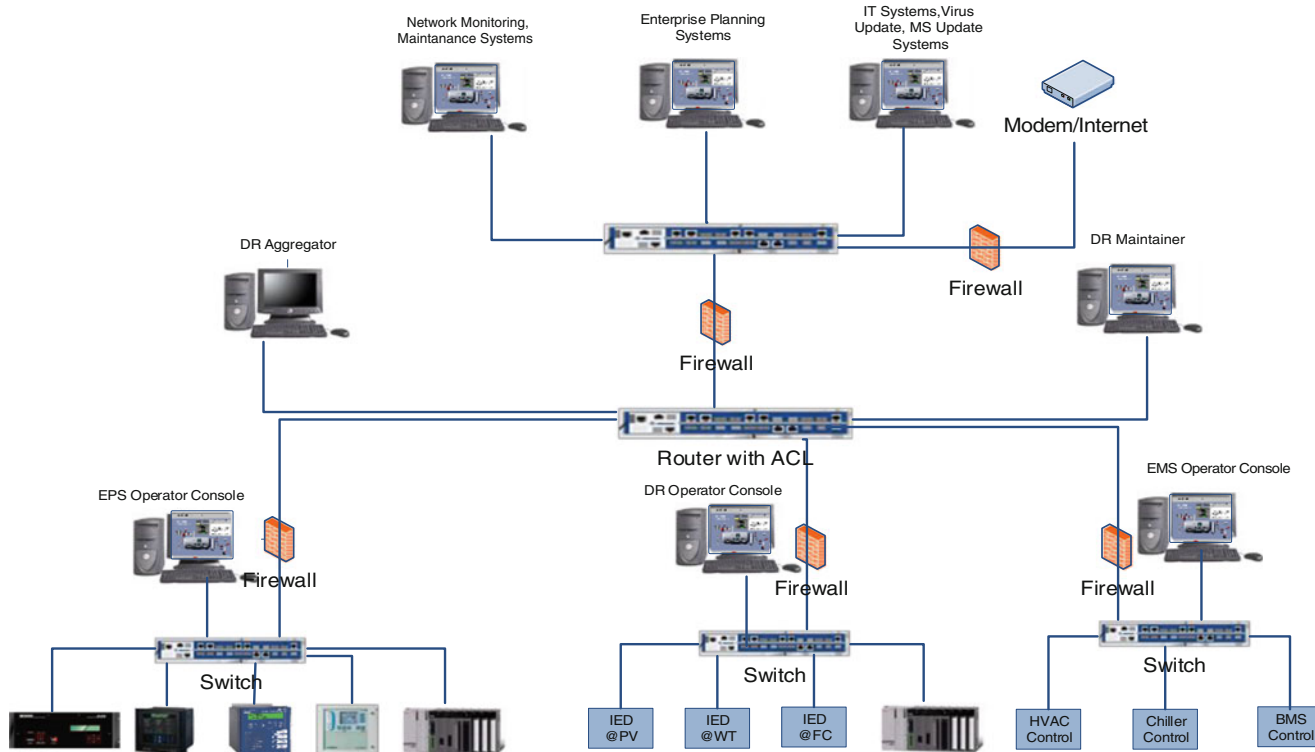 Network Monitoring,
Maintanance Systems
Enterprise Planning
Systems
IT Systems,Virus
Update, MS Update
Systems
Modem/Internet
DR Aggregator
Firewall
DR Maintainer
Firewall
Router with ACL
EPS Operator Console
DR Operator Console
EMS Operator Console
Firewall
Firewall
Firewall
Switch
Switch
Switch
IED
@PV
IED
@WT
IED
@FC
HVAC
Control
Chiller
Control
BMS
Control